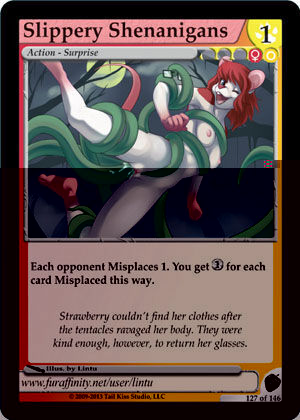 Slippery Shenanigans 1
Action - Surprise
Each opponent Misplaces 1. You get 1 for each
card Misplaced this way.
Strawberry couldn't find her clothes after
the tentacles ravaged her body. They were
kind enough, however, to return her glasses.
Illus. by Lintu
www.furaffinity.net/user/lintu
© 2009-2013 Tail Kiss Studio, LLC
127 of 146